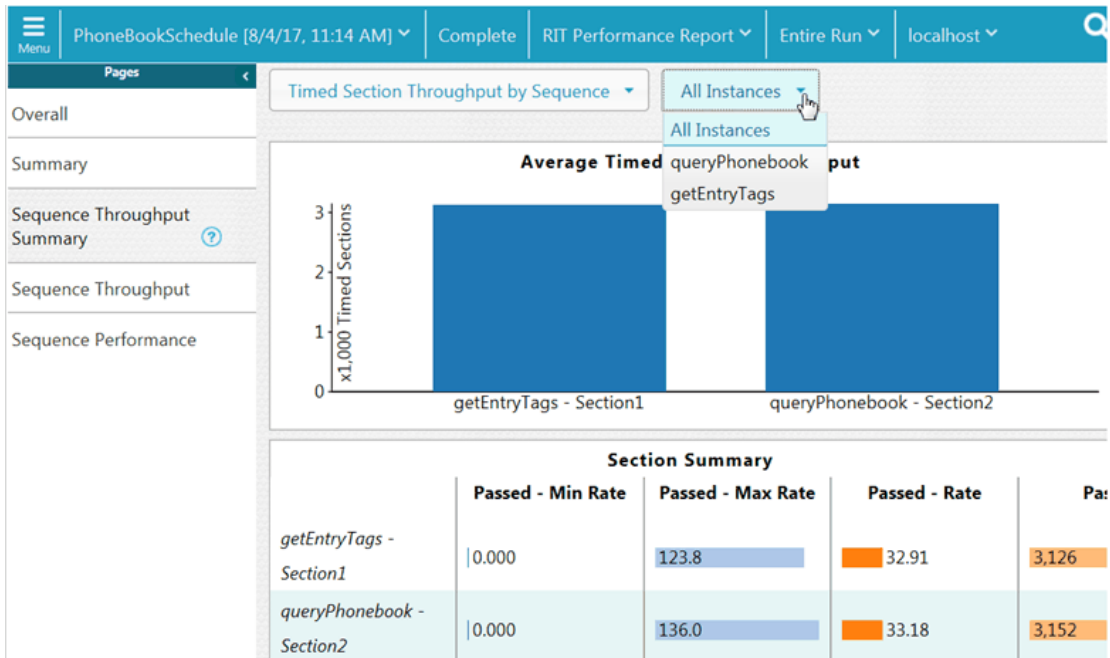 Menu
PhoneBookSchedule [8/4/17, 11:14 AM]
Complete
RIT Performance Report
Entire Run
localhost
Pages
Overall
Summary
Sequence Throughput
Summary
?
Sequence Throughput
Sequence Performance
Timed Section Throughput by Sequence
All Instances
All Instances
queryPhonebook
getEntryTags
Average Timed
put
x1,000 Timed Sections
3
2
1
0
getEntryTags - Section1
queryPhonebook - Section2
Section Summary
Passed - Min Rate
Passed - Max Rate
Passed - Rate
getEntryTags -
Section1
0.000
123.8
32.91
3,126
queryPhonebook -
Section2
0.000
136.0
33.18
3,152